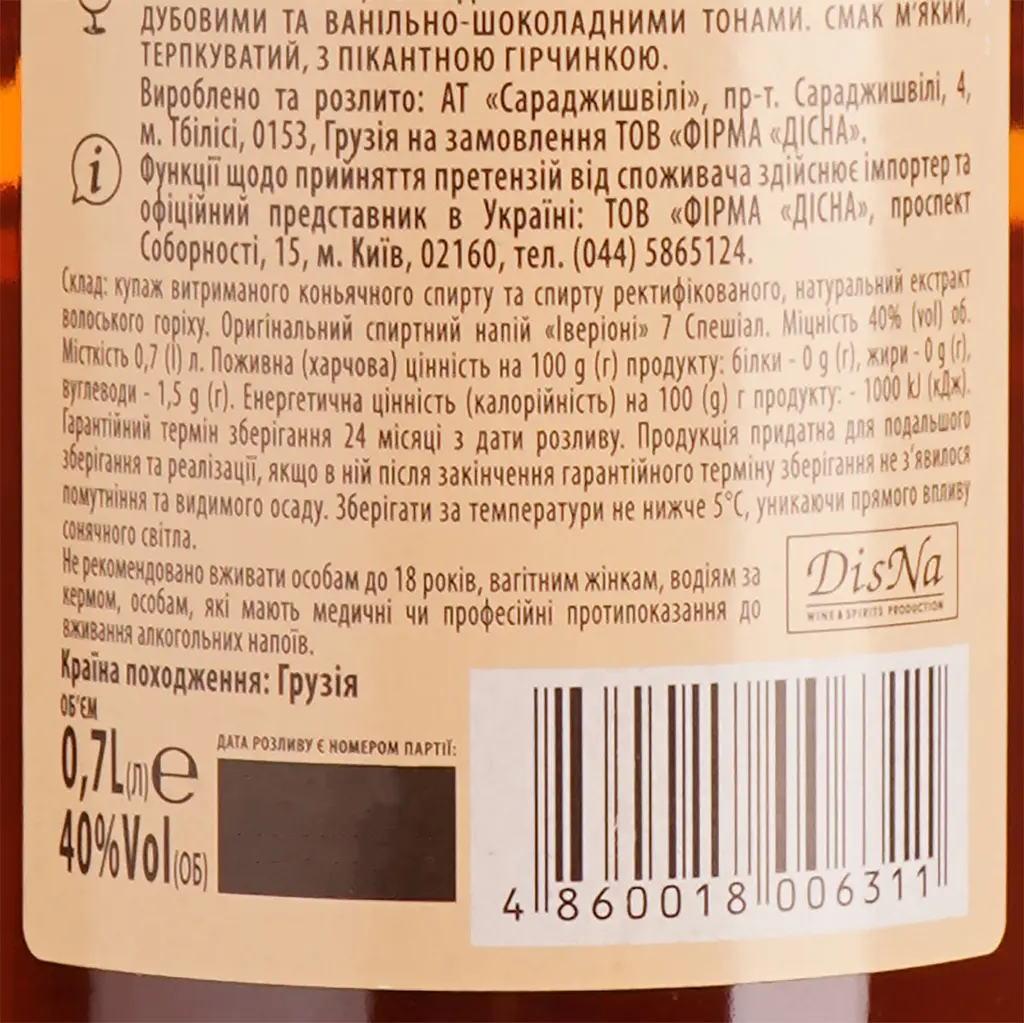 ДУБОВИМИ ТА ВАНІЛЬНО-ШОКОЛАДНИМИ ТОНАМИ. СМАК М'ЯКИЙ,
ТЕРПКУВАТИЙ, З ПІКАНТНОЮ ГІРЧИНКОЮ.
Вироблено та розлито: АТ «Сараджишвілі», пр-т. Сараджишвілі, 4,
м. Тбілісі, 0153, Грузія на замовлення ТОВ «ФІРМА «ДІСНА».
Функції щодо прийняття претензій від споживача здійснює імпортер та
офіційний представник в Україні: ТОВ «ФІРМА «ДІСНА», проспект
Соборності, 15, м. Київ, 02160, тел. (044) 5865124.
Склад: купаж витриманого коньячного спирту та спирту ректифікованого, натуральний екстракт
волоського горіху. Оригінальний спиртний напій «Іверіоні» 7 Спешіал. Міцність 40% (vol) об.
Місткість 0,7 (l) л. Поживна (харчова) цінність на 100 g (г) продукту: білки - 0 g (г), жири - 0 g (г),
вуглеводи - 1,5 g (г). Енергетична цінність (калорійність) на 100 (g) г продукту: - 1000 kJ (кДж).
Гарантійний термін зберігання 24 місяці з дати розливу. Продукція придатна для подальшого
зберігання та реалізації, якщо в ній після закінчення гарантійного терміну зберігання не з'явилося
помутніння та видимого осаду. Зберігати за температури не нижче 5°C, уникаючи прямого впливу
сонячного світла.
Не рекомендовано вживати особам до 18 років, вагітним жінкам, водіям за
кермом, особам, які мають медичні чи професійні протипоказання до
вживання алкогольних напоїв.
DisNa
WINE & SPIRITS PRODUCTION
Країна походження: Грузія
ОБ'ЄМ
0,7L(Л) e
40%Vol(ОБ)
ДАТА РОЗЛИВУ Є НОМЕРОМ ПАРТІЇ:
4 860018 006311